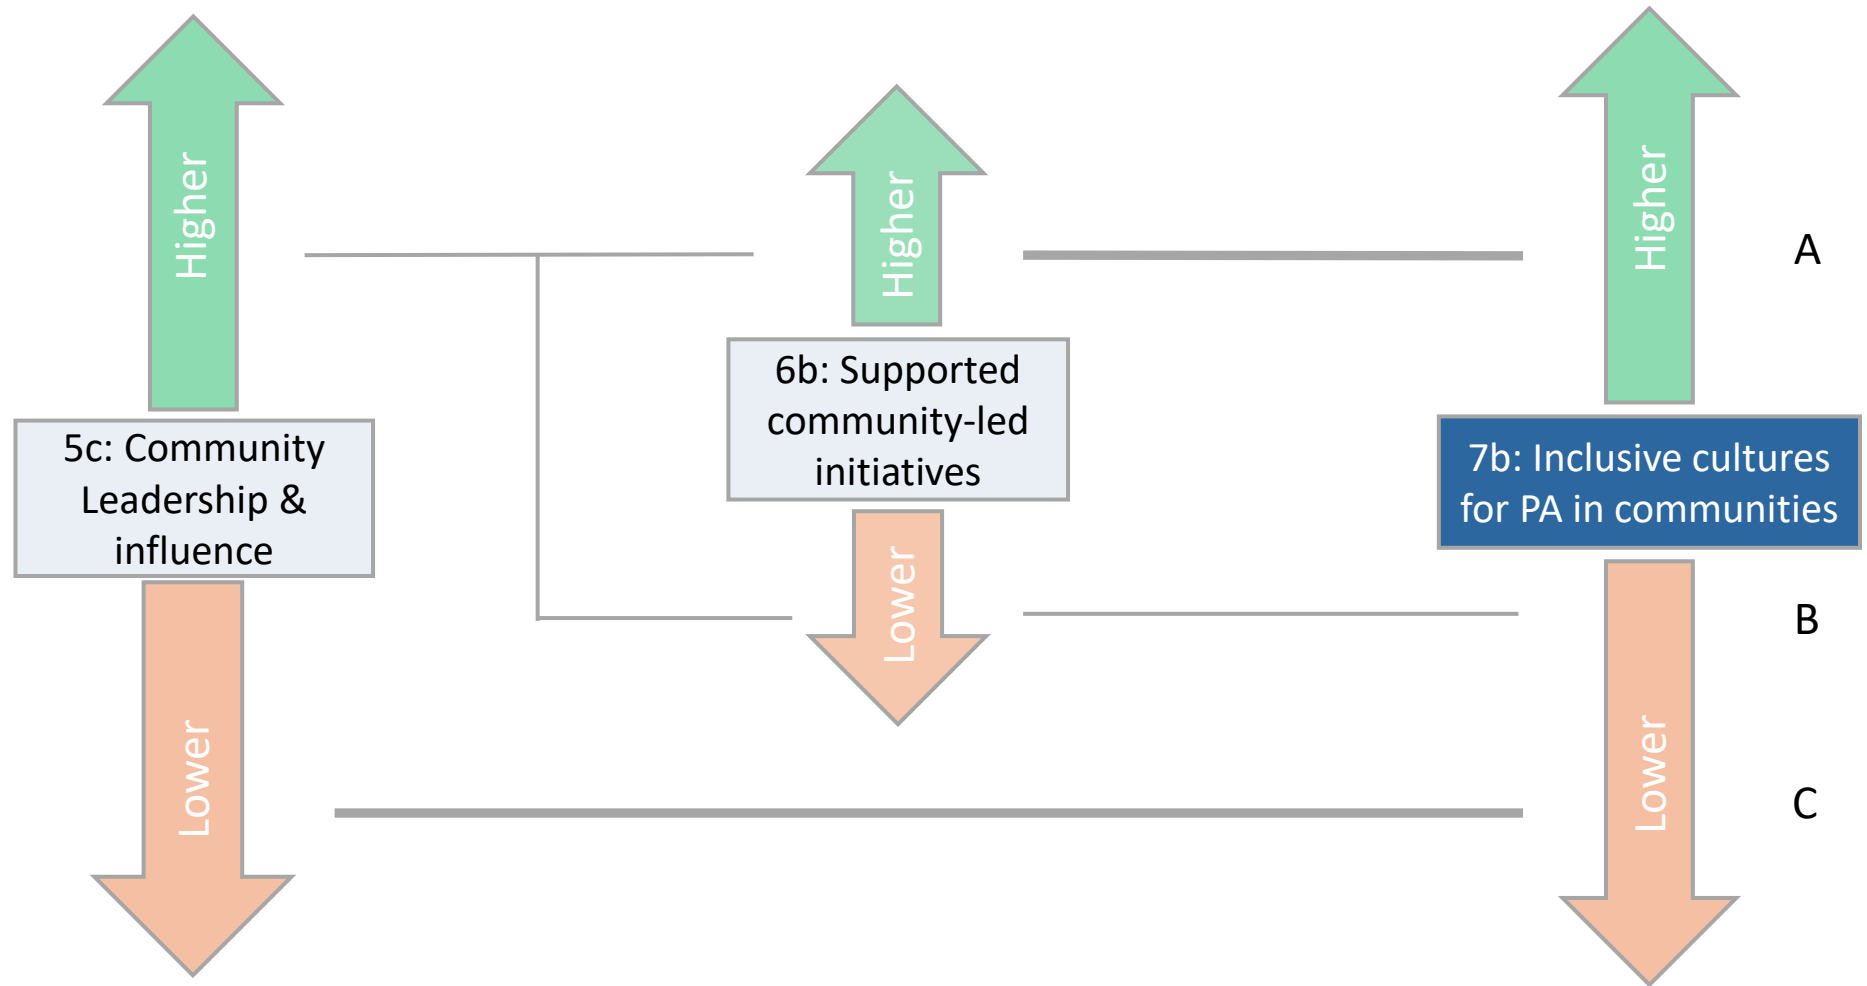 Higher
5c: Community
Leadership &
influence
Lower
Higher
6b: Supported
community-led
initiatives
Lower
Higher
7b: Inclusive cultures
for PA in communities
Lower
A
B
C